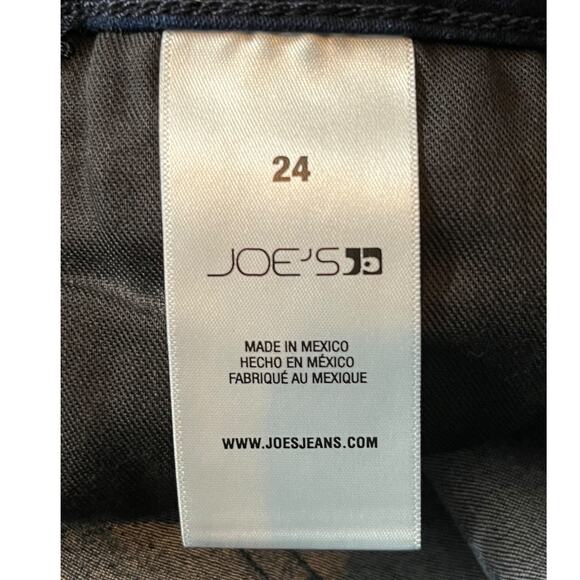 24
JOE'S
MADE IN MEXICO
HECHO EN MÉXICO
FABRIQUÉ AU MEXIQUE
WWW.JOESJEANS.COM